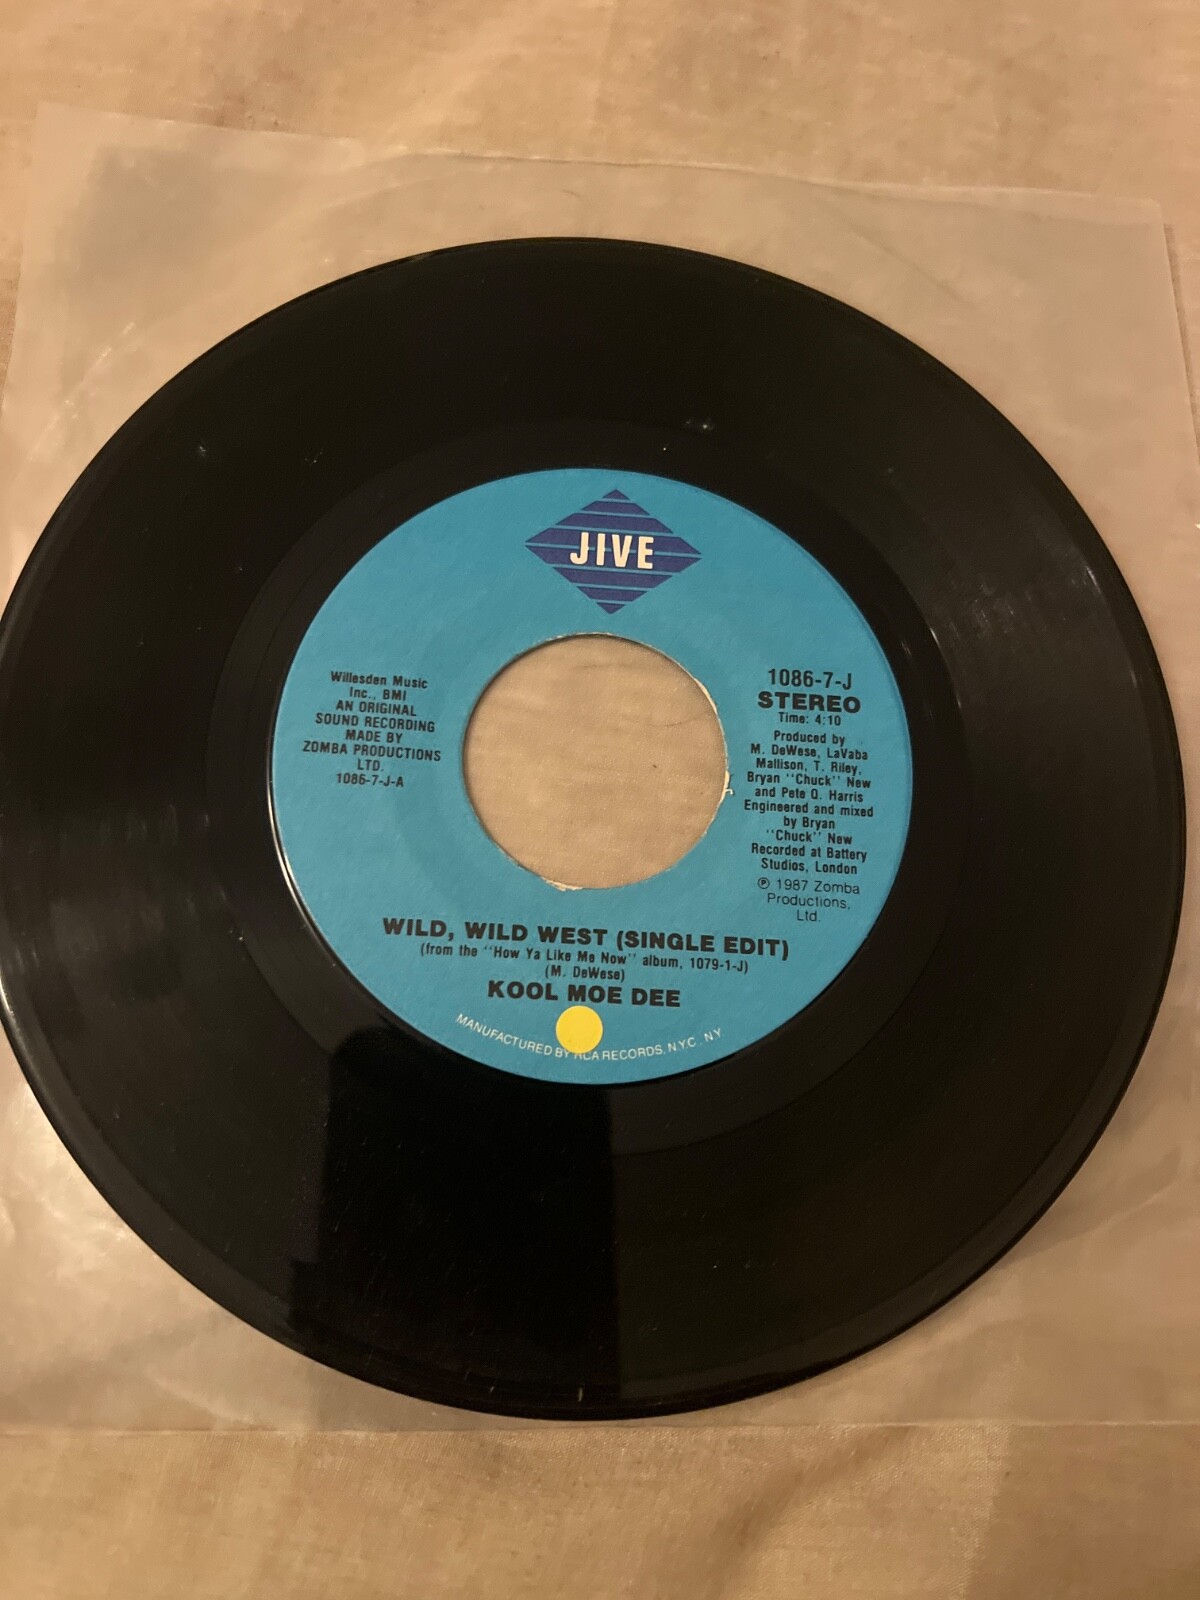 JIVE
Willesden Music
Inc., BMI
AN ORIGINAL
SOUND RECORDING
MADE BY
ZOMBA PRODUCTIONS
LTD.
1086-7-J-A
1086-7-J
STEREO
Time: 4:10
Produced by
M. DeWese, LaVaba
Mallison, T. Riley,
Bryan "Chuck" New
and Pete Q. Harris
Engineered and mixed
by Bryan
"Chuck" New
Recorded at Battery
Studios, London
℗ 1987 Zomba
Productions,
Ltd.
WILD, WILD WEST (SINGLE EDIT)
(from the "How Ya Like Me Now" album, 1079-1-J)
(M. DeWese)
KOOL MOE DEE
MANUFACTURED BY RCA RECORDS, N.Y.C., N.Y